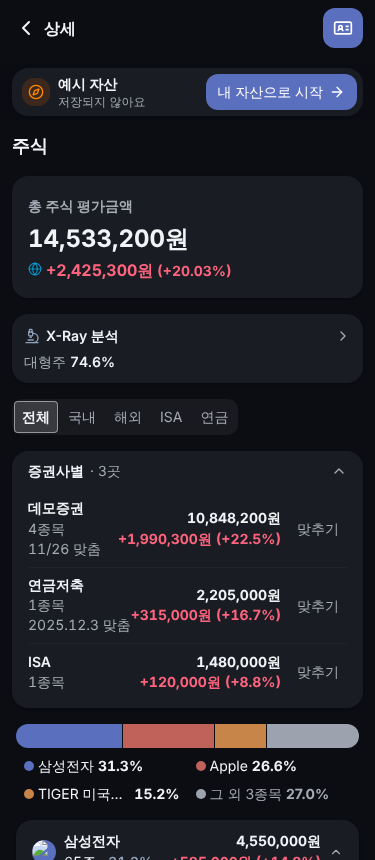 상세
예시 자산
저장되지 않아요
내 자산으로 시작
주식
총 주식 평가금액
14,533,200원
+2,425,300원 (+20.03%)
X-Ray 분석
대형주 74.6%
전체 국내 해외 ISA 연금
증권사별 · 3곳
데모증권
4종목
11/26 맞춤
10,848,200원
+1,990,300원 (+22.5%)
맞추기
연금저축
1종목
2025.12.3 맞춤
2,205,000원
+315,000원 (+16.7%)
맞추기
ISA
1종목
1,480,000원
+120,000원 (+8.8%)
맞추기
삼성전자 31.3%
Apple 26.6%
TIGER 미국... 15.2%
그 외 3종목 27.0%
삼성전자
4,550,000원